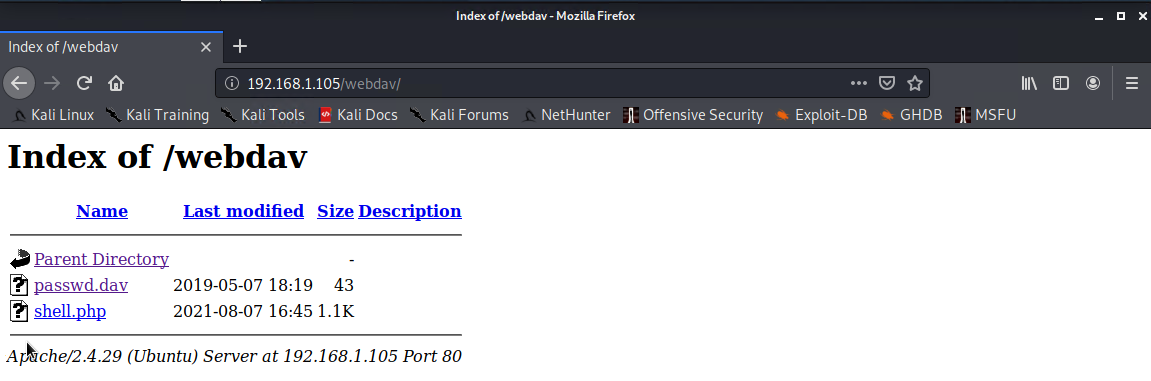 Index of /webdav - Mozilla Firefox
Index of /webdav
192.168.1.105/webdav/
Kali Linux Kali Training Kali Tools Kali Docs Kali Forums NetHunter Offensive Security Exploit-DB GHDB MSFU
Index of /webdav
Name Last modified Size Description
Parent Directory -
passwd.dav 2019-05-07 18:19 43
shell.php 2021-08-07 16:45 1.1K
Apache/2.4.29 (Ubuntu) Server at 192.168.1.105 Port 80